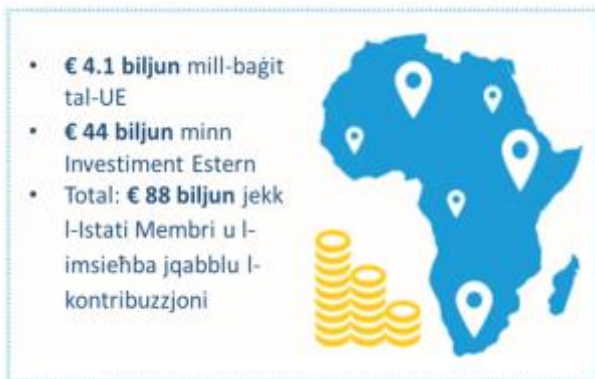 • € 4.1 biljun mill-baġit
tal-UE
• € 44 biljun minn
Investiment Estern
• Total: € 88 biljun jekk
l-Istati Membri u l-
imsieħba jqabblu l-
kontribuzzjoni